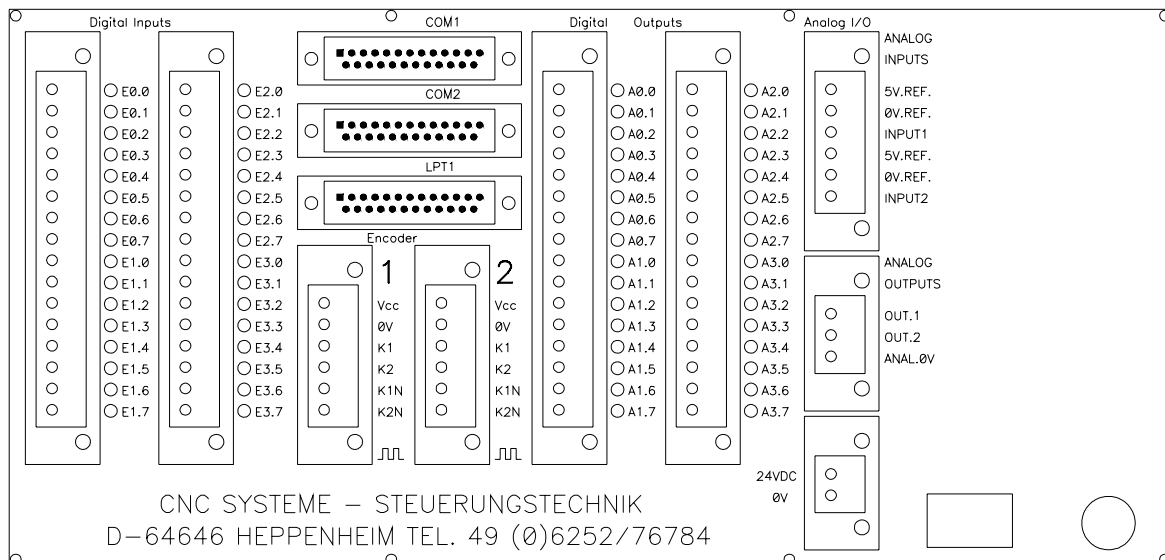 Digital Inputs
COM1
Digital Outputs
Analog I/O
E0.0
E0.1
E0.2
E0.3
E0.4
E0.5
E0.6
E0.7
E1.0
E1.1
E1.2
E1.3
E1.4
E1.5
E1.6
E1.7
E2.0
E2.1
E2.2
E2.3
E2.4
E2.5
E2.6
E2.7
E3.0
E3.1
E3.2
E3.3
E3.4
E3.5
E3.6
E3.7
COM2
LPT1
Encoder
1
Vcc
0V
K1
K2
K1N
K2N
2
Vcc
0V
K1
K2
K1N
K2N
A0.0
A0.1
A0.2
A0.3
A0.4
A0.5
A0.6
A0.7
A1.0
A1.1
A1.2
A1.3
A1.4
A1.5
A1.6
A1.7
A2.0
A2.1
A2.2
A2.3
A2.4
A2.5
A2.6
A2.7
A3.0
A3.1
A3.2
A3.3
A3.4
A3.5
A3.6
A3.7
ANALOG
INPUTS
5V.REF.
0V.REF.
INPUT1
5V.REF.
0V.REF.
INPUT2
ANALOG
OUTPUTS
OUT.1
OUT.2
ANAL.0V
24VDC
0V
CNC SYSTEME – STEUERUNGSTECHNIK
D–64646 HEPPENHEIM TEL. 49 (0)6252/76784